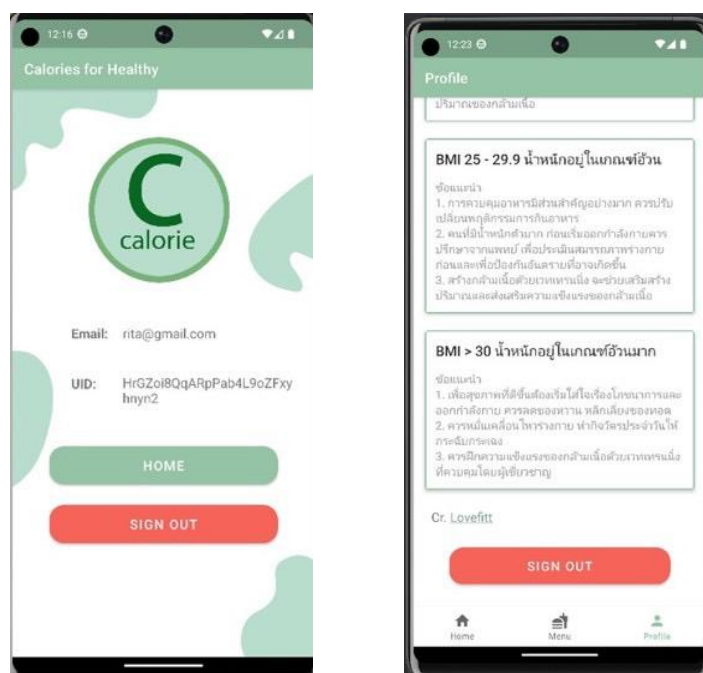 12:16
Calories for Healthy
C
calorie
Email: rita@gmail.com
UID: HrGZoi8QqARpPab4L9oZFxy
hnyn2
HOME
SIGN OUT
12:23
Profile
ปริมาณของกล้ามเนื้อ
BMI 25 - 29.9 น้ำหนักอยู่ในเกณฑ์อ้วน
ข้อแนะนำ
1. การควบคุมอาหารมีส่วนสำคัญอย่างมาก ควรปรับ
เปลี่ยนพฤติกรรมการกินอาหาร
2. คนที่มีน้ำหนักตัวมาก ก่อนเริ่มออกกำลังกายควร
ปรึกษาจากแพทย์ เพื่อประเมินสมรรถภาพร่างกาย
ก่อนและเพื่อป้องกันอันตรายที่อาจเกิดขึ้น
3. สร้างกล้ามเนื้อด้วยเวทเทรนนิ่ง จะช่วยเสริมสร้าง
ปริมาณและส่งเสริมความแข็งแรงของกล้ามเนื้อ
BMI > 30 น้ำหนักอยู่ในเกณฑ์อ้วนมาก
ข้อแนะนำ
1. เพื่อสุขภาพที่ดีขึ้นต้องเริ่มใส่ใจเรื่องโภชนาการและ
ออกกำลังกาย ควรลดของหวาน หลีกเลี่ยงของทอด
2. ควรหมั่นเคลื่อนไหวร่างกาย ทำกิจวัตรประจำวันให้
กระฉับกระเฉง
3. ควรฝึกความแข็งแรงของกล้ามเนื้อด้วยเวทเทรนนิ่ง
ที่ควบคุมโดยผู้เชี่ยวชาญ
Cr. Lovefitt
SIGN OUT
Home Menu Profile